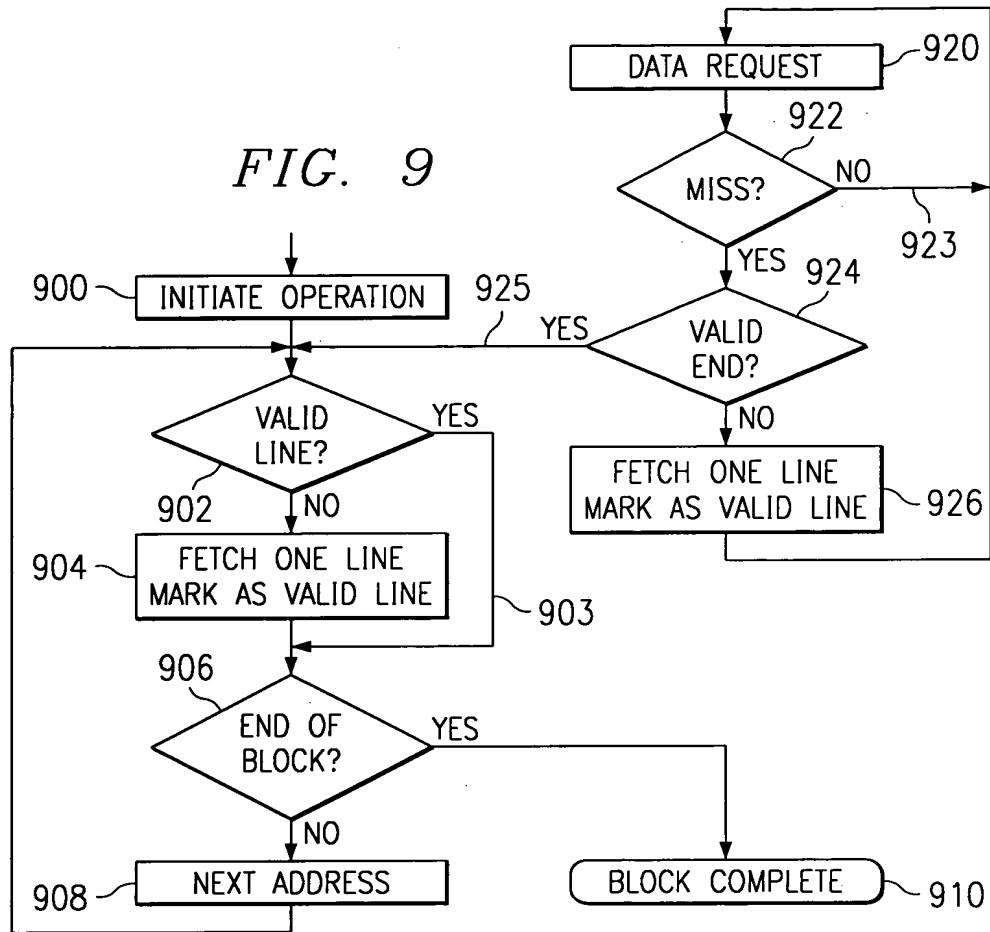 FIG. 9
DATA REQUEST
920
922
MISS?
NO
923
YES
924
VALID
END?
YES
925
NO
FETCH ONE LINE
MARK AS VALID LINE
926
900
INITIATE OPERATION
VALID
LINE?
YES
902
NO
904
FETCH ONE LINE
MARK AS VALID LINE
903
906
END OF
BLOCK?
YES
NO
908
NEXT ADDRESS
BLOCK COMPLETE
910